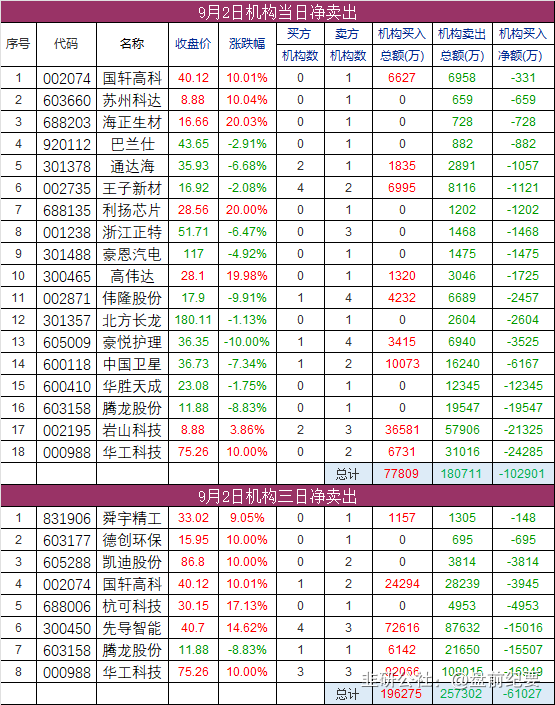 9月2日机构当日净卖出
序号 代码 名称 收盘价 涨跌幅 买方 机构数 卖方 机构数 机构买入 总额(万) 机构卖出 总额(万) 机构买入 净额(万)
1 002074 国轩高科 40.12 10.01% 0 1 6627 6958 -331
2 603660 苏州科达 8.88 10.04% 0 1 0 659 -659
3 688203 海正生材 16.66 20.03% 0 1 0 728 -728
4 920112 巴兰仕 43.65 -2.91% 0 1 0 882 -882
5 301378 通达海 35.93 -6.68% 2 1 1835 2891 -1057
6 002735 王子新材 16.92 -2.08% 4 2 6995 8116 -1121
7 688135 利扬芯片 28.56 20.00% 0 1 0 1202 -1202
8 001238 浙江正特 51.71 -6.47% 0 3 0 1468 -1468
9 301488 豪恩汽电 117 -4.92% 0 1 0 1475 -1475
10 300465 高伟达 28.1 19.98% 0 1 1320 3046 -1725
11 002871 伟隆股份 17.9 -9.91% 1 4 4232 6689 -2457
12 301357 北方长龙 180.11 -1.13% 0 1 0 2604 -2604
13 605009 豪悦护理 36.35 -10.00% 1 4 3415 6940 -3525
14 600118 中国卫星 36.73 -7.34% 1 2 10073 16240 -6167
15 600410 华胜天成 23.08 -1.75% 0 1 0 12345 -12345
16 603158 腾龙股份 11.88 -8.83% 0 1 0 19547 -19547
17 002195 岩山科技 8.88 3.86% 2 3 36581 57906 -21325
18 000988 华工科技 75.26 10.00% 0 2 6731 31016 -24285
总计 77809 180711 -102901
9月2日机构三日净卖出
1 831906 舜宇精工 33.02 9.05% 0 1 1157 1305 -148
2 603177 德创环保 15.95 10.00% 0 1 0 695 -695
3 605288 凯迪股份 86.8 10.00% 0 2 0 3814 -3814
4 002074 国轩高科 40.12 10.01% 1 2 24294 28239 -3945
5 688006 杭可科技 30.15 17.13% 0 1 0 4953 -4953
6 300450 先导智能 40.7 14.62% 4 3 72616 87632 -15016
7 603158 腾龙股份 11.88 -8.83% 1 1 6142 21650 -15507
8 000988 华工科技 75.26 10.00% 3 3
总计 196275 257302 -61027
韭研公社：@盘前纪要